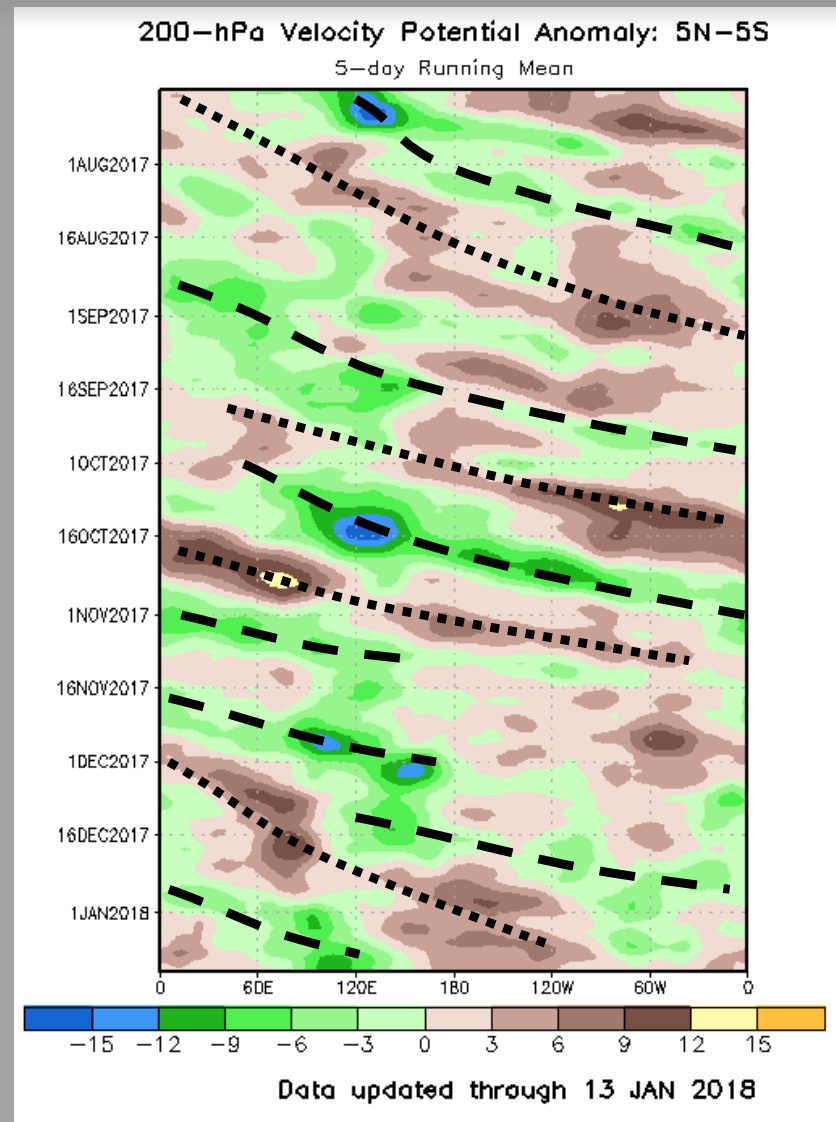 200-hPa Velocity Potential Anomaly: 5N-5S
5-day Running Mean
1AUG2017
16AUG2017
1SEP2017
16SEP2017
1OCT2017
16OCT2017
1NOV2017
16NOV2017
1DEC2017
16DEC2017
1JAN2018
0 60E 120E 180 120W 60W 0
-15 -12 -9 -6 -3 0 3 6 9 12 15
Data updated through 13 JAN 2018